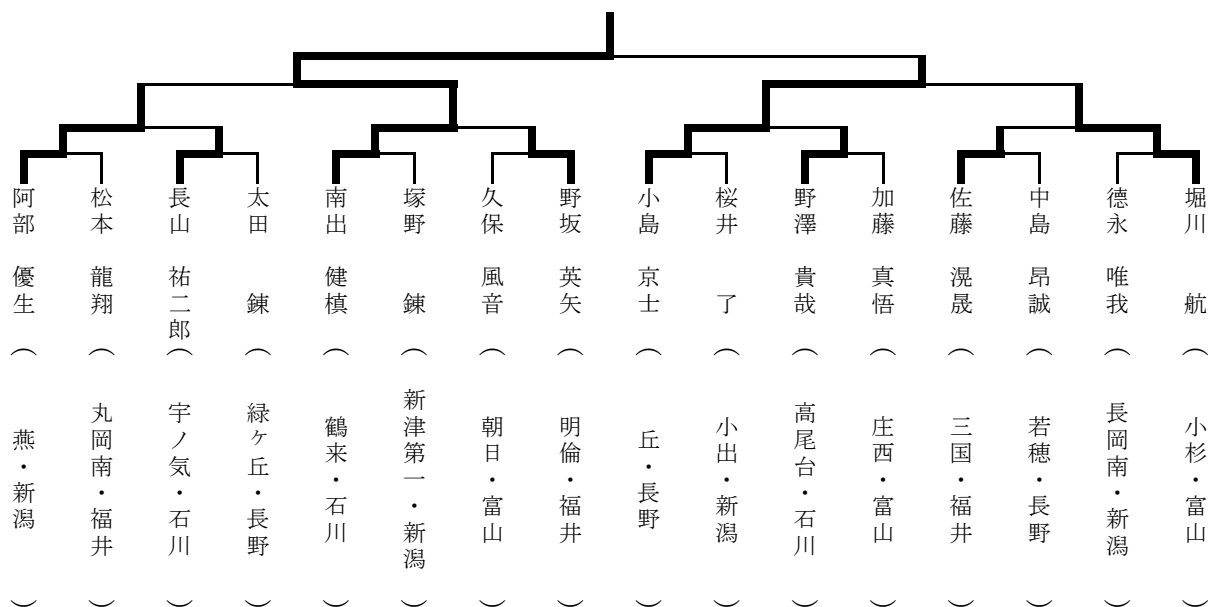 阿部 優生（燕・新潟）
松本 龍翔（丸岡南・福井）
長山 祐二郎（宇ノ気・石川）
太田 錬（緑ケ丘・長野）
南出 健槙（鶴来・石川）
塚野 錬（新津第一・新潟）
久保 風音（朝日・富山）
野坂 英矢（明倫・福井）
小島 京士（丘・長野）
桜井 了（小出・新潟）
野澤 貴哉（高尾台・石川）
加藤 真悟（庄西・富山）
佐藤 滉晟（三国・福井）
中島 昂誠（若穂・長野）
德永 唯我（長岡南・新潟）
堀川 航（小杉・富山）